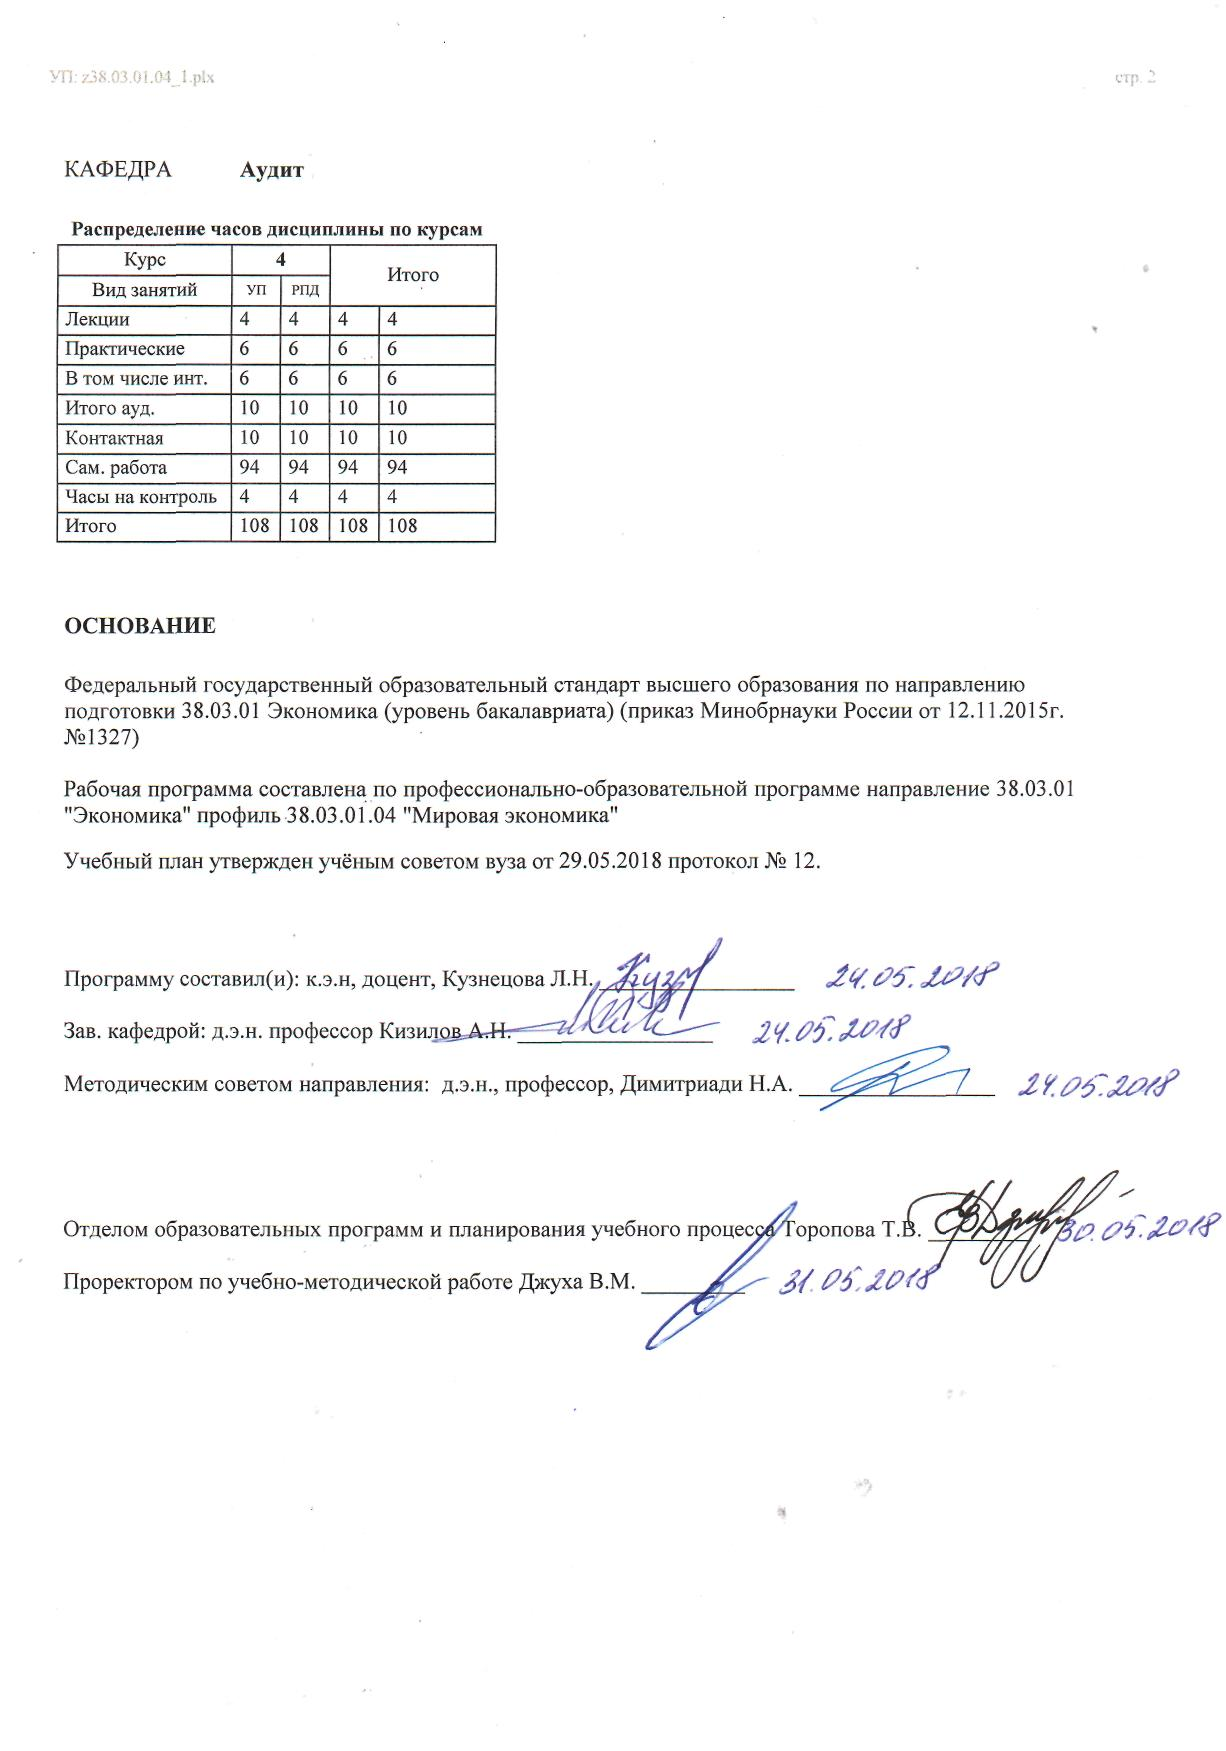 УП: z38.03.01.04_1.plx стр. 2
КАФЕДРА Аудит
Распределение часов дисциплины по курсам
Курс 4 Итого
Вид занятий УП РПД
Лекции 4 4 4 4
Практические 6 6 6 6
В том числе инт. 6 6 6 6
Итого ауд. 10 10 10 10
Контактная 10 10 10 10
Сам. работа 94 94 94 94
Часы на контроль 4 4 4 4
Итого 108 108 108 108
ОСНОВАНИЕ
Федеральный государственный образовательный стандарт высшего образования по направлению
подготовки 38.03.01 Экономика (уровень бакалавриата) (приказ Минобрнауки России от 12.11.2015г.
№1327)
Рабочая программа составлена по профессионально-образовательной программе направление 38.03.01
"Экономика" профиль 38.03.01.04 "Мировая экономика"
Учебный план утвержден учёным советом вуза от 29.05.2018 протокол № 12.
Программу составил(и): к.э.н, доцент, Кузнецова Л.Н. 24.05.2018
Зав. кафедрой: д.э.н. профессор Кизилов А.Н. 24.05.2018
Методическим советом направления: д.э.н., профессор, Димитриади Н.А. 24.05.2018
Отделом образовательных программ и планирования учебного процесса Торопова Т.В. 30.05.2018
Проректором по учебно-методической работе Джуха В.М. 31.05.2018